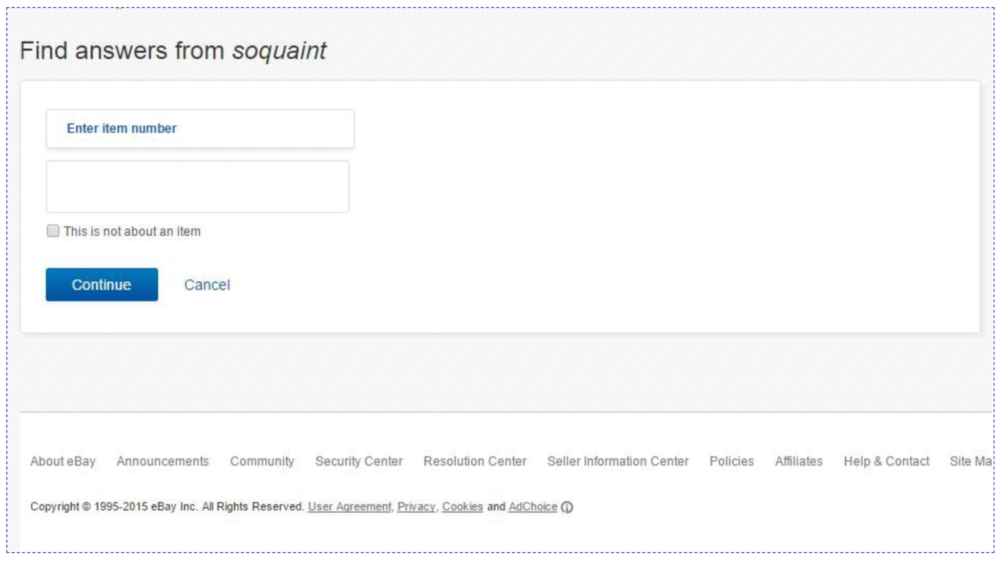 Find answers from soquaint
Enter item number
This is not about an item
Continue Cancel
About eBay Announcements Community Security Center Resolution Center Seller Information Center Policies Affiliates Help & Contact Site Ma
Copyright © 1995-2015 eBay Inc. All Rights Reserved. User Agreement, Privacy, Cookies and AdChoice